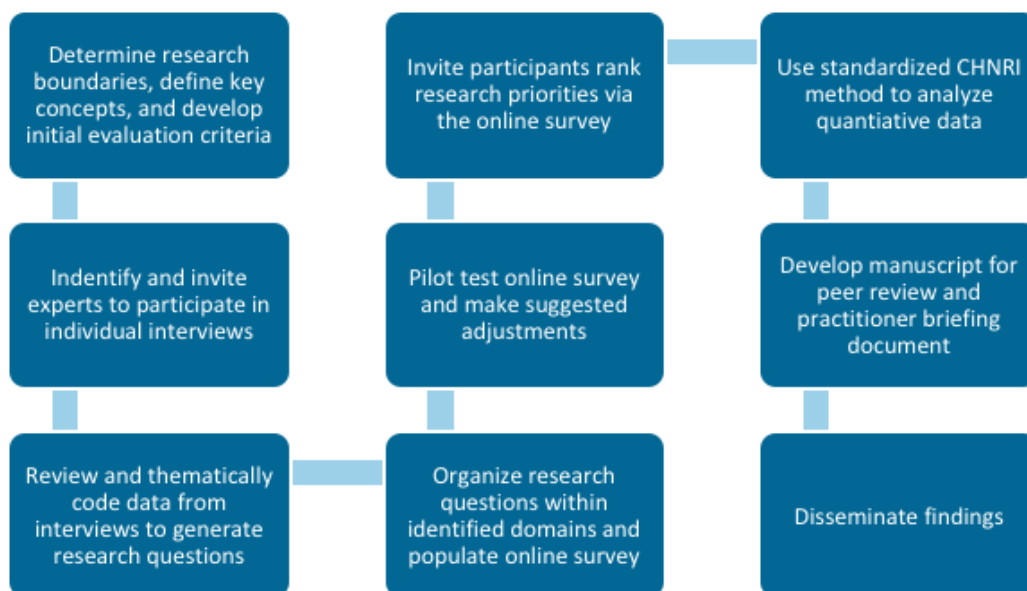 Determine research
boundaries, define key
concepts, and develop
initial evaluation criteria
Indentify and invite
experts to participate in
individual interviews
Review and thematically
code data from
interviews to generate
research questions
Organize research
questions within
identified domains and
populate online survey
Pilot test online survey
and make suggested
adjustments
Invite participants rank
research priorities via
the online survey
Use standardized CHNRI
method to analyze
quantiative data
Develop manuscript for
peer review and
practitioner briefing
document
Disseminate findings